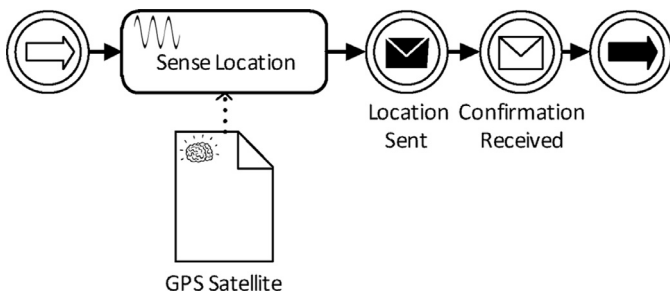 Sense Location
Location Confirmation
Sent Received
GPS Satellite